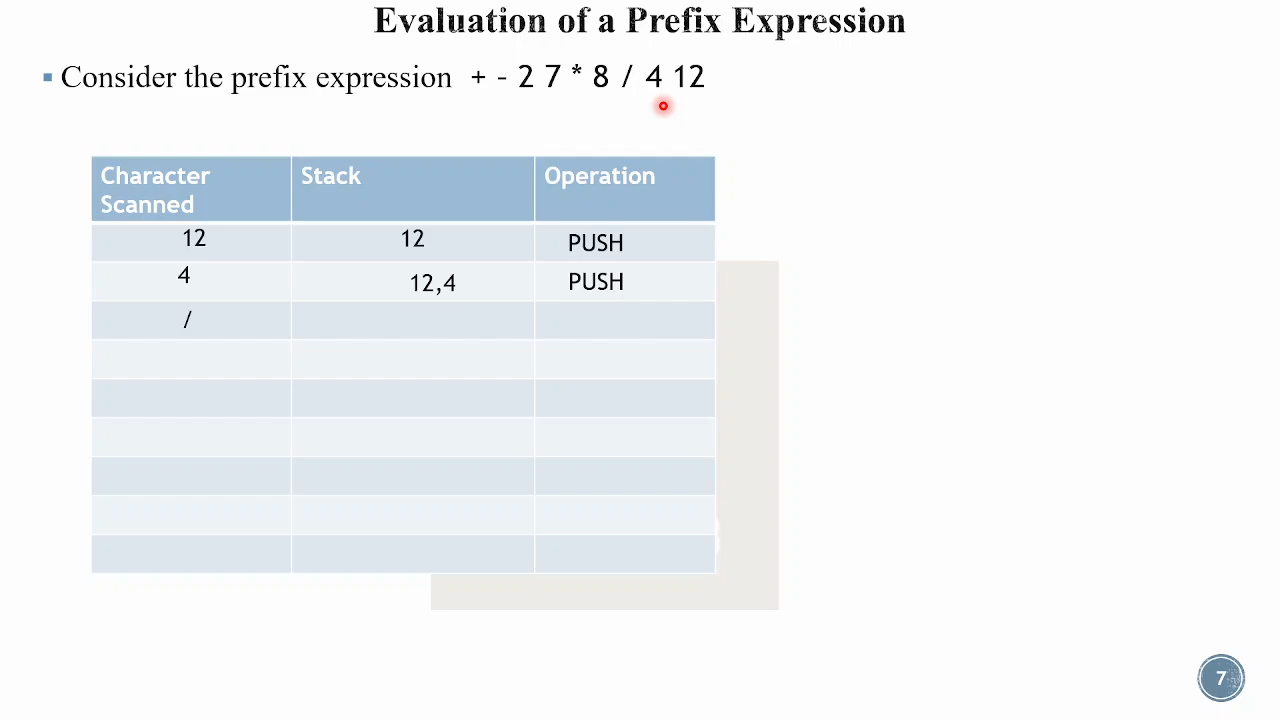 Evaluation of a Prefix Expression
▪ Consider the prefix expression + - 2 7 * 8 / 4 12
Character Scanned Stack Operation
12 12 PUSH
4 12,4 PUSH
/
7